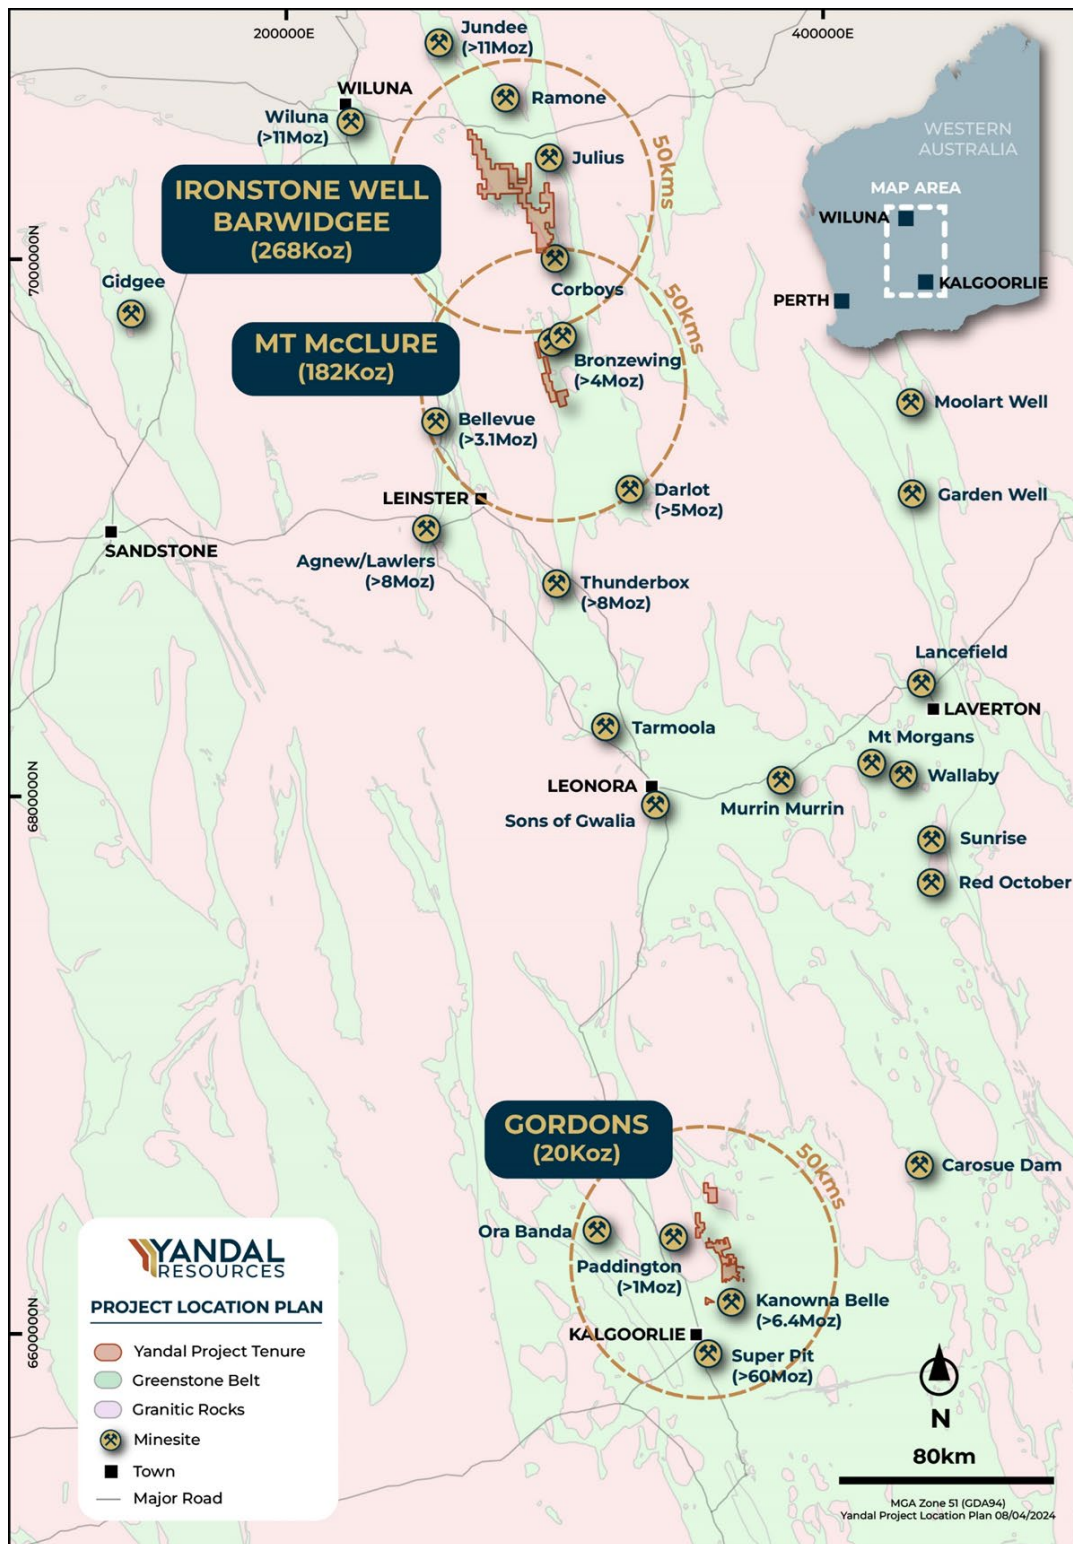 200000E
400000E
Jundee
(>11Moz)
WILUNA
Wiluna
(>11Moz)
Ramone
Julius
50kms
IRONSTONE WELL
BARWIDGEE
(268Koz)
WESTERN
AUSTRALIA
MAP AREA
WILUNA
KALGOORLIE
PERTH
7000000N
Gidgee
Corboys
50kms
MT McCLURE
(182Koz)
Bronzewing
(>4Moz)
Bellevue
(>3.1Moz)
Moolart Well
LEINSTER
Darlot
(>5Moz)
Garden Well
SANDSTONE
Agnew/Lawlers
(>8Moz)
Thunderbox
(>8Moz)
Lancefield
LAVERTON
Tarmoola
Mt Morgans
Wallaby
LEONORA
Murrin Murrin
Sons of Gwalia
6800000N
Sunrise
Red October
GORDONS
(20Koz)
50kms
Carosue Dam
Ora Banda
Paddington
(>1Moz)
Kanowna Belle
(>6.4Moz)
KALGOORLIE
Super Pit
(>60Moz)
6600000N
YANDAL
RESOURCES
PROJECT LOCATION PLAN
Yandal Project Tenure
Greenstone Belt
Granitic Rocks
Minesite
Town
Major Road
N
80km
MGA Zone 51 (GDA94)
Yandal Project Location Plan 08/04/2024